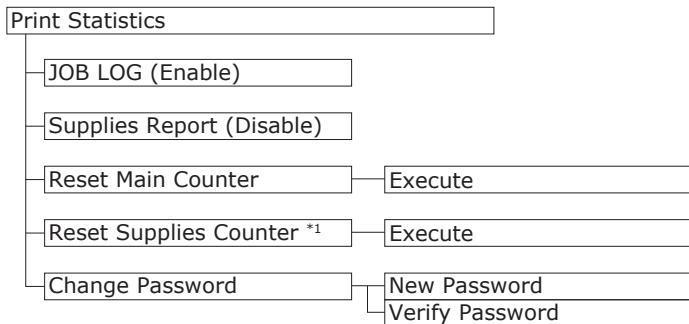 Print Statistics
JOB LOG (Enable)
Supplies Report (Disable)
Reset Main Counter
Execute
Reset Supplies Counter *1
Execute
Change Password
New Password
Verify Password